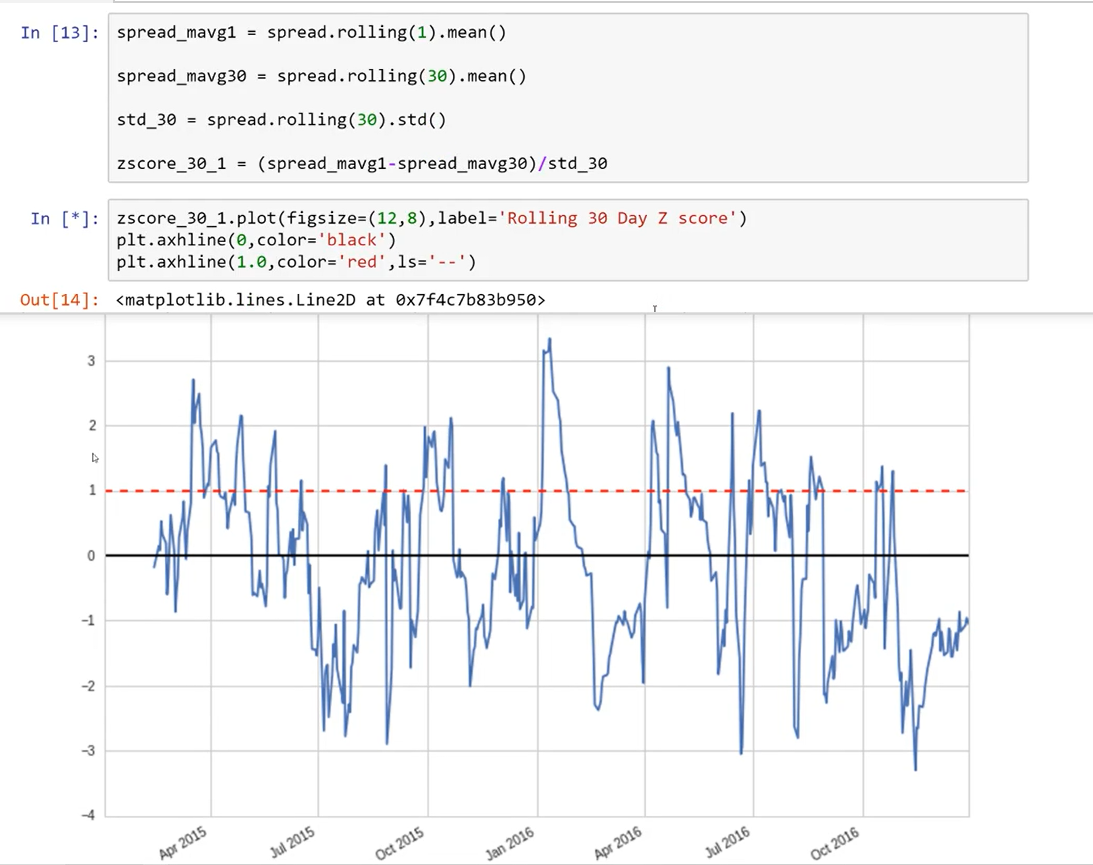 In [13]: spread_mavg1 = spread.rolling(1).mean()
spread_mavg30 = spread.rolling(30).mean()
std_30 = spread.rolling(30).std()
zscore_30_1 = (spread_mavg1-spread_mavg30)/std_30
In [*]: zscore_30_1.plot(figsize=(12,8),label='Rolling 30 Day Z score')
plt.axhline(0,color='black')
plt.axhline(1.0,color='red',ls='--')
Out[14]: <matplotlib.lines.Line2D at 0x7f4c7b83b950>
3
2
1
0
−1
−2
−3
−4
Apr 2015 Jul 2015 Oct 2015 Jan 2016 Apr 2016 Jul 2016 Oct 2016